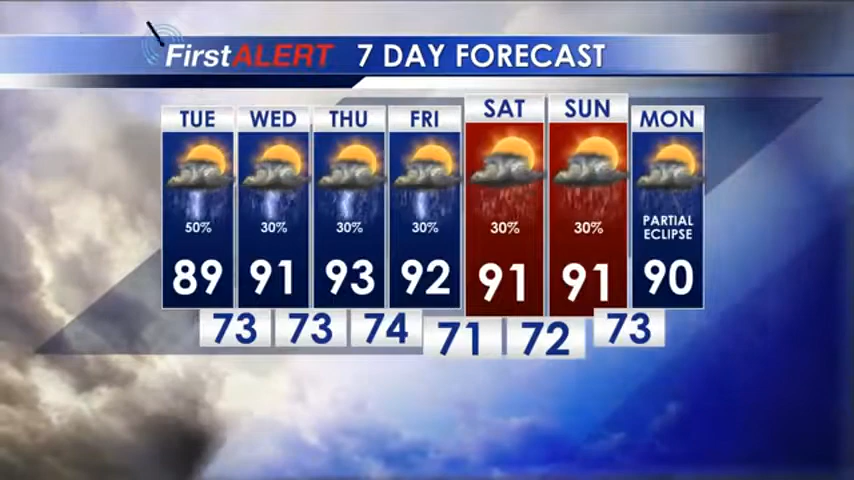 FirstALERT 7 DAY FORECAST
TUE WED THU FRI SAT SUN MON
50% 30% 30% 30% 30% 30% PARTIAL
ECLIPSE
89 91 93 92 91 91 90
73 73 74 71 72 73